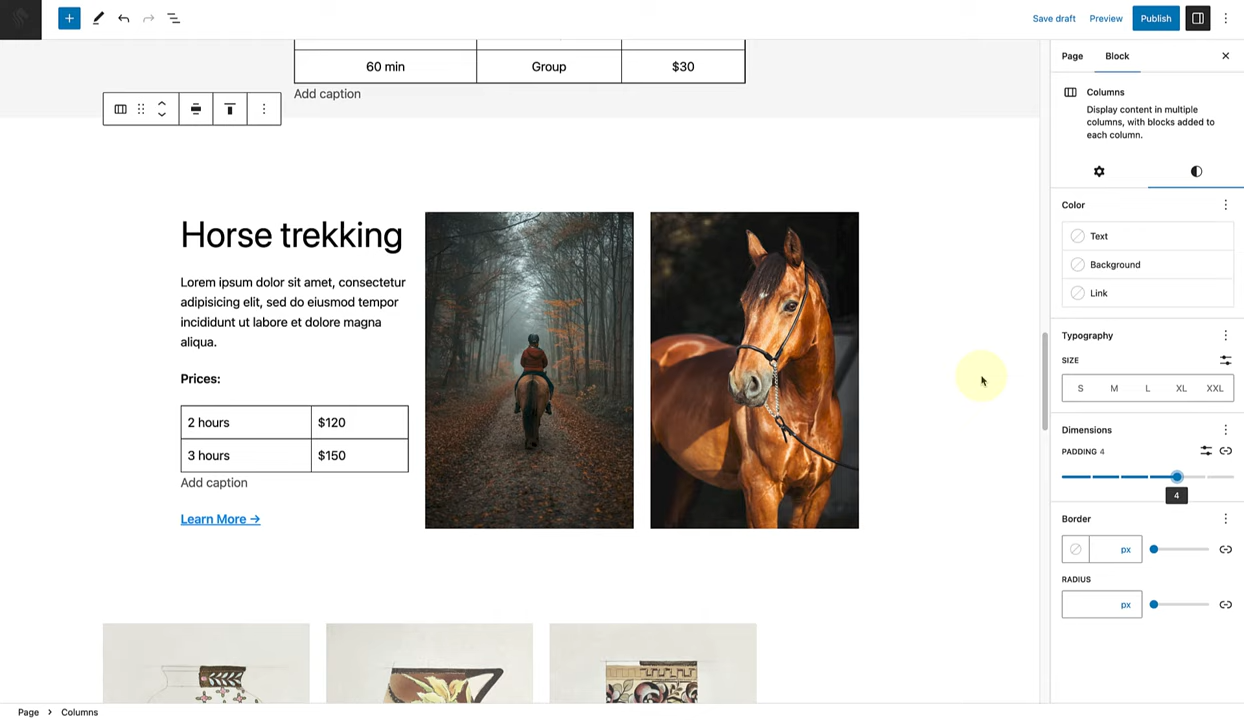 Save draft
Preview
Publish
60 min
Group
$30
Add caption
Horse trekking
Lorem ipsum dolor sit amet, consectetur
adipisicing elit, sed do eiusmod tempor
incididunt ut labore et dolore magna
aliqua.
Prices:
2 hours
$120
3 hours
$150
Add caption
Learn More →
Page
Block
Columns
Display content in multiple
columns, with blocks added to
each column.
Color
Text
Background
Link
Typography
SIZE
S
M
L
XL
XXL
Dimensions
PADDING 4
4
Border
px
RADIUS
px
Page > Columns